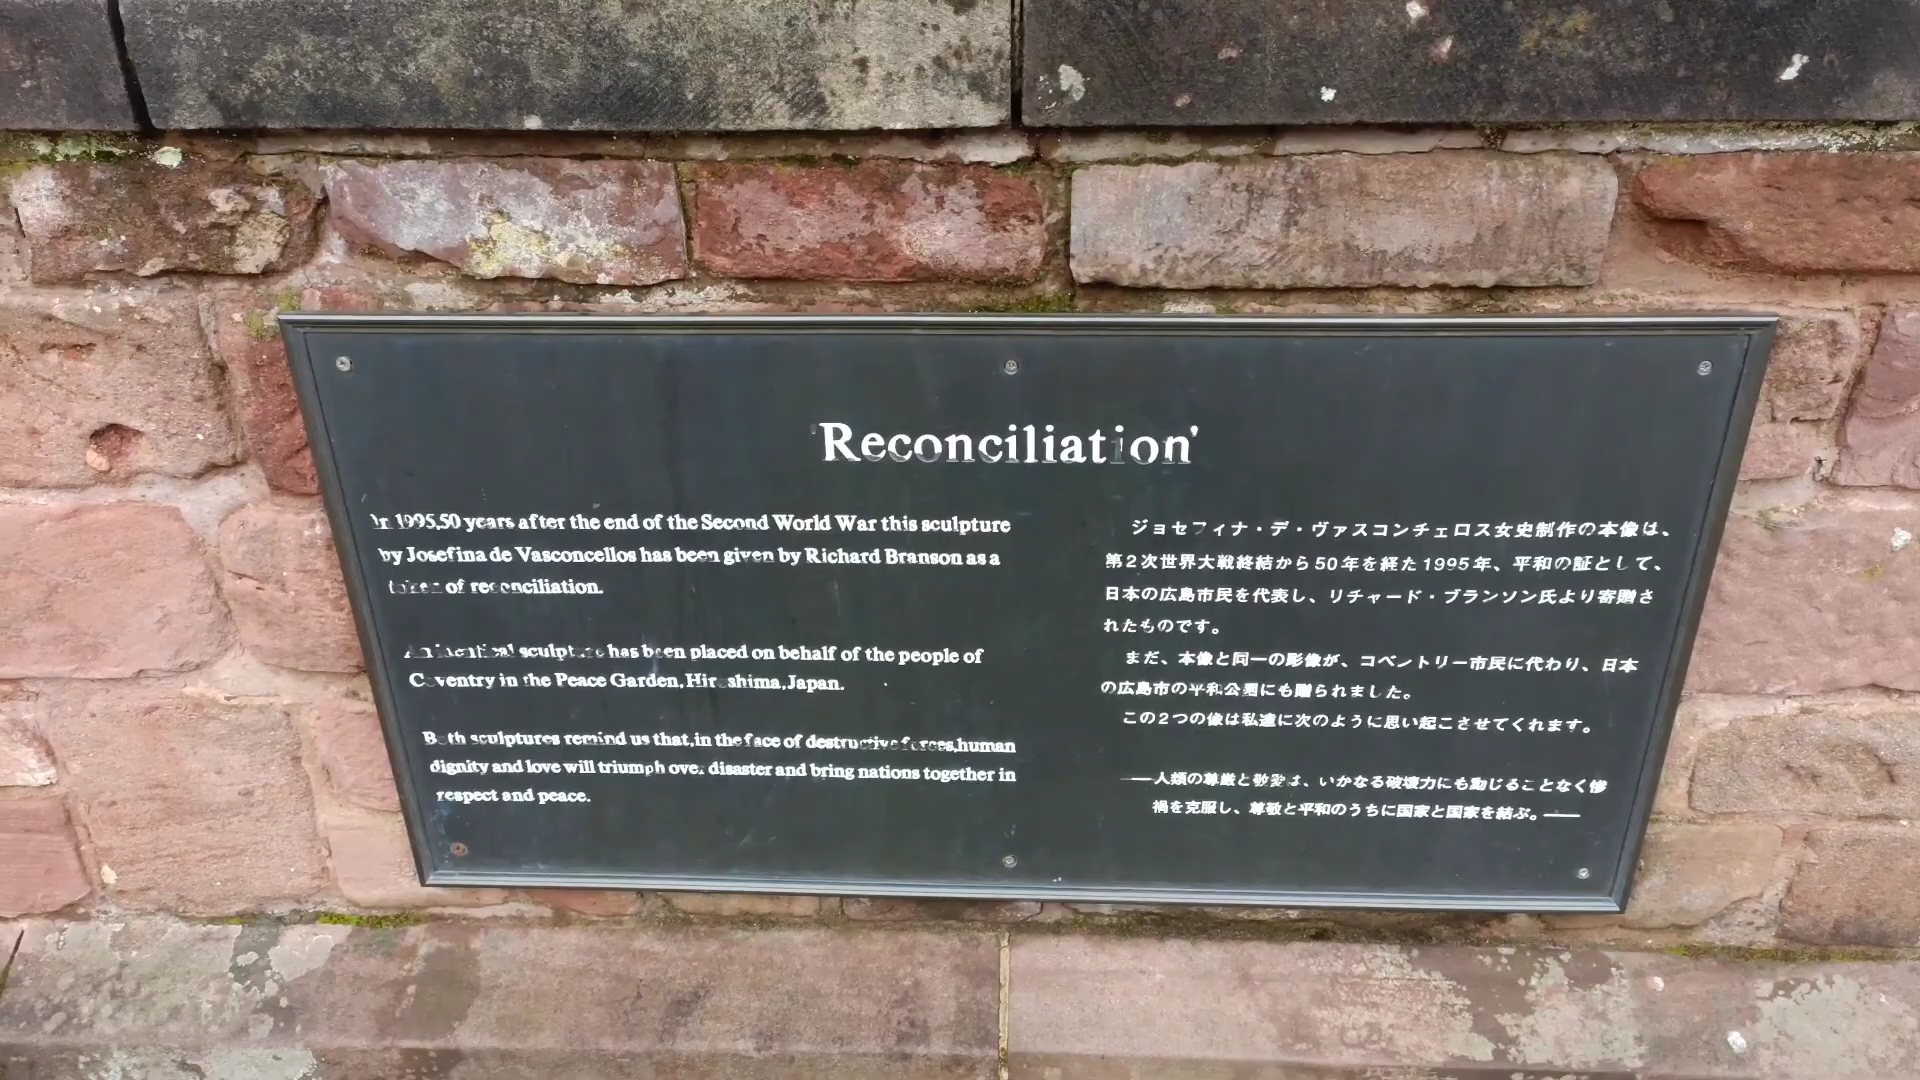 'Reconciliation'
In 1995,50 years after the end of the Second World War this sculpture
by Josefina de Vasconcellos has been given by Richard Branson as a
token of reconciliation.
An identical sculpture has been placed on behalf of the people of
Coventry in the Peace Garden, Hiroshima, Japan.
Both sculptures remind us that, in the face of destructive forces, human
dignity and love will triumph over disaster and bring nations together in
respect and peace.
ジョセフィナ・デ・ヴァスコンチェロス女史制作の本像は、
第2次世界大戦終結から50年を経た1995年、平和の証として、
日本の広島市民を代表し、リチャード・ブランソン氏より寄贈さ
れたものです。
まだ、本像と同一の彫像が、コベントリー市民に代わり、日本
の広島市の平和公園にも贈られました。
この2つの像は私達に次のように思い起こさせてくれます。
――人類の尊厳と敬愛は、いかなる破壊力にも動じることなく惨
禍を克服し、尊敬と平和のうちに国家と国家を結ぶ。――